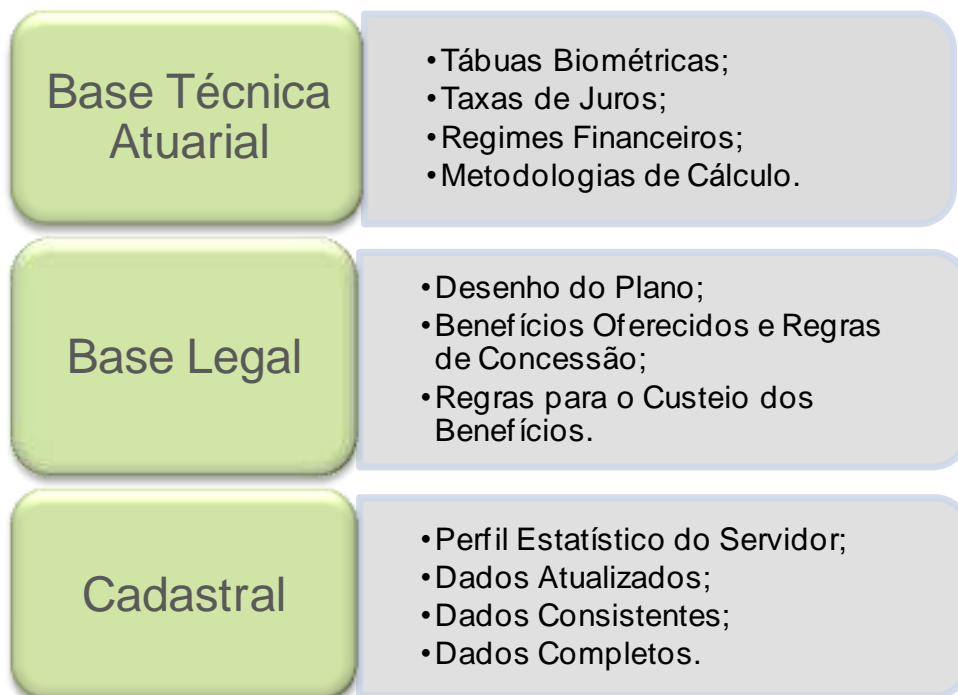 Base Técnica
Atuarial
•Tábuas Biométricas;
•Taxas de Juros;
•Regimes Financeiros;
•Metodologias de Cálculo.
Base Legal
•Desenho do Plano;
•Benefícios Oferecidos e Regras
de Concessão;
•Regras para o Custeio dos
Benefícios.
Cadastral
•Perfil Estatístico do Servidor;
•Dados Atualizados;
•Dados Consistentes;
•Dados Completos.